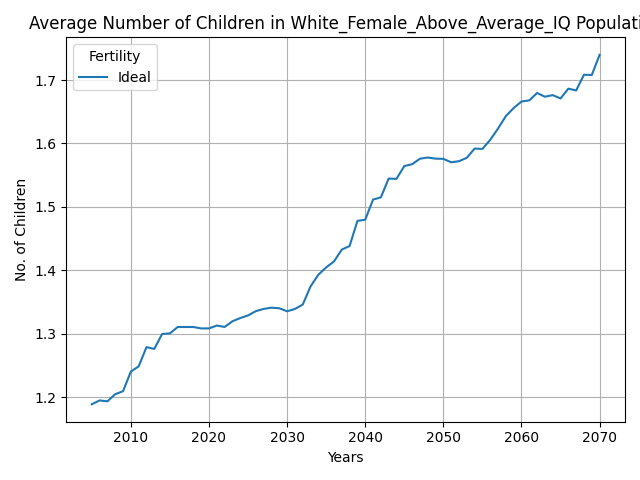 Average Number of Children in White_Female_Above_Average_IQ Populati
Fertility
Ideal
1.7
1.6
1.5
1.4
1.3
1.2
No. of Children
2010 2020 2030 2040 2050 2060 2070
Years